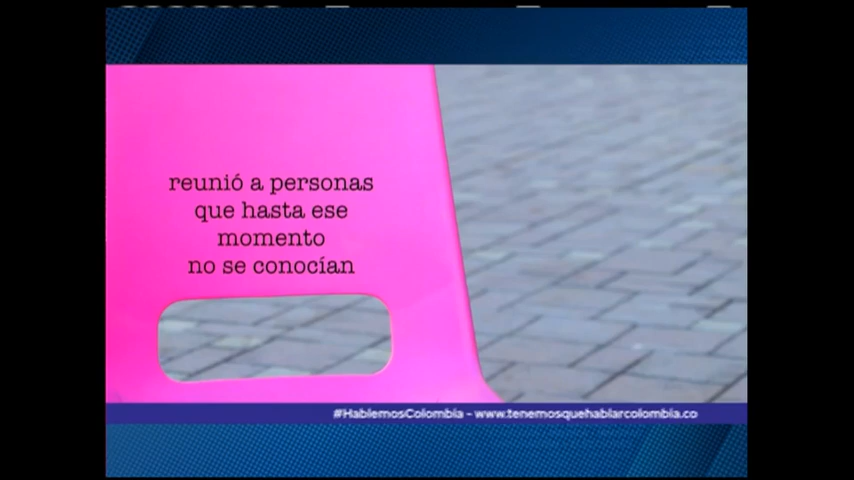 reunió a personas
que hasta ese
momento
no se conocían
#HablemosColombia - www.tenemosquehablarcolombia.co